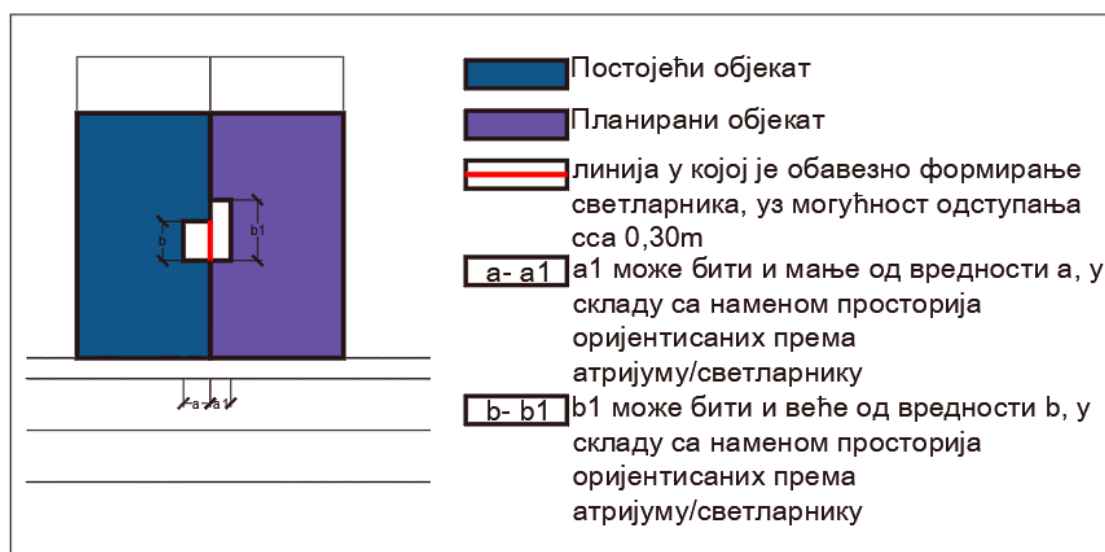 Постојећи објекат
Планирани објекат
линија у којој је обавезно формирање
светларника, уз могућност одступања
сса 0,30m
a- a1 a1 може бити и мање од вредности a, у
складу са наменом просторија
оријентисаних према
атријуму/светларнику
b- b1 b1 може бити и веће од вредности b, у
складу са наменом просторија
оријентисаних према
атријуму/светларнику
b
b1
a
a1